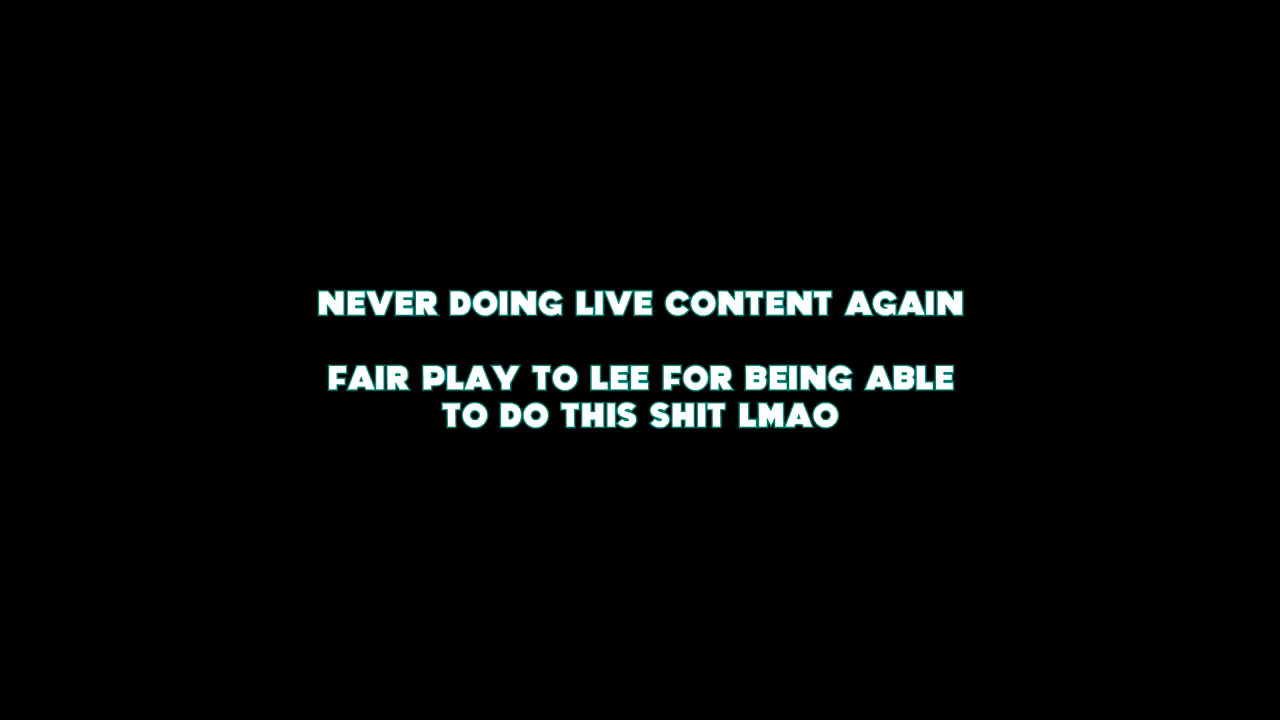 NEVER DOING LIVE CONTENT AGAIN
FAIR PLAY TO LEE FOR BEING ABLE
TO DO THIS SHIT LMAO